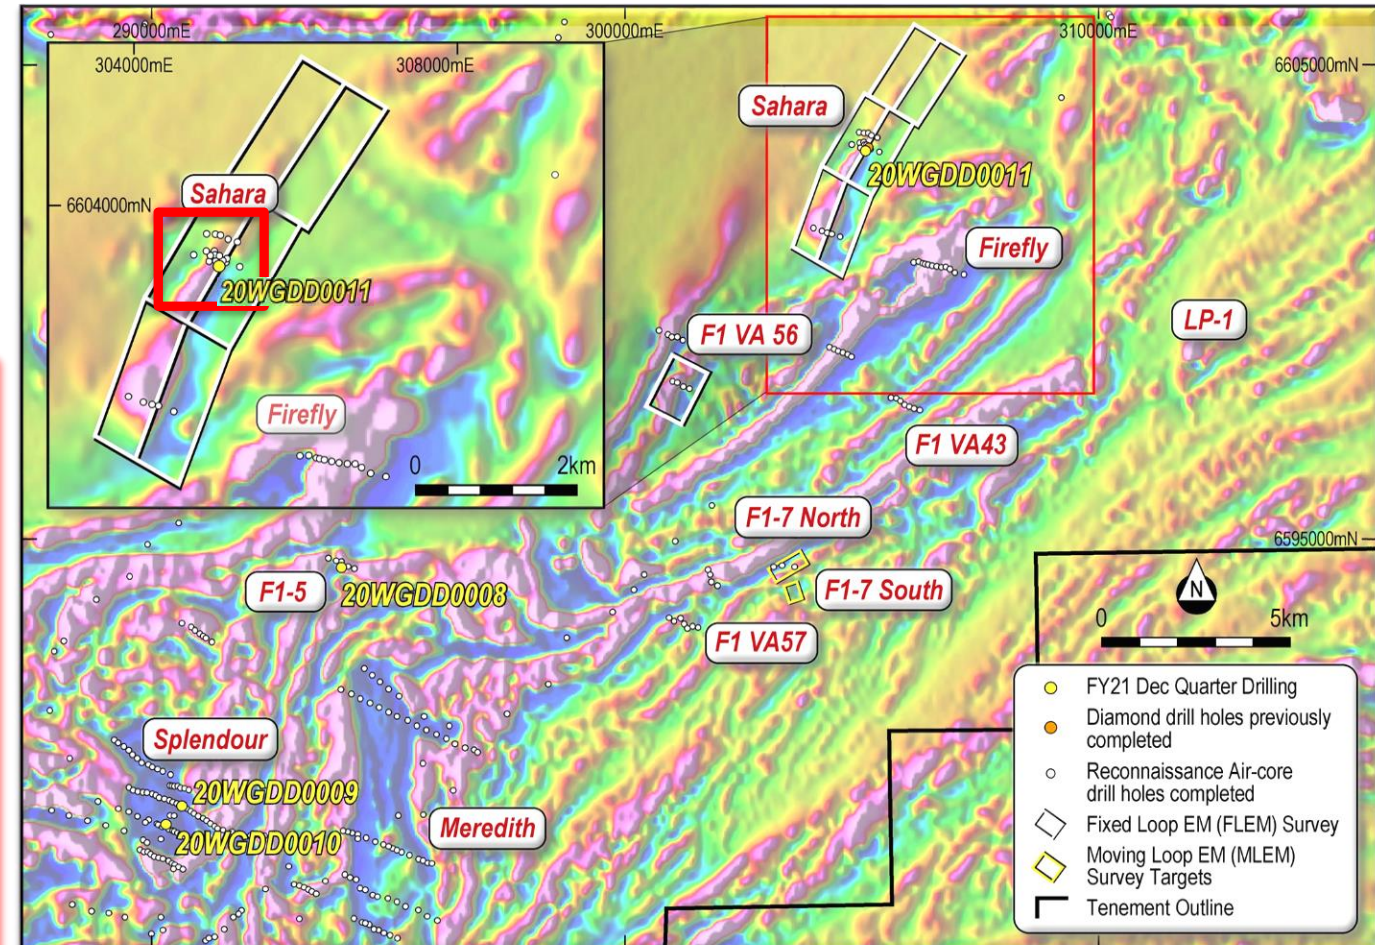 290000mE
300000mE
310000mE
304000mE
308000mE
6605000mN
Sahara
Sahara
6604000mN
20WGDD0011
20WGDD0011
Firefly
LP-1
F1 VA 56
Firefly
0
2km
F1 VA43
F1-7 North
6595000mN
F1-5
20WGDD0008
F1-7 South
N
0
5km
F1 VA57
Splendour
20WGDD0009
20WGDD0010
Meredith
FY21 Dec Quarter Drilling
Diamond drill holes previously
completed
Reconnaissance Air-core
drill holes completed
Fixed Loop EM (FLEM) Survey
Moving Loop EM (MLEM)
Survey Targets
Tenement Outline